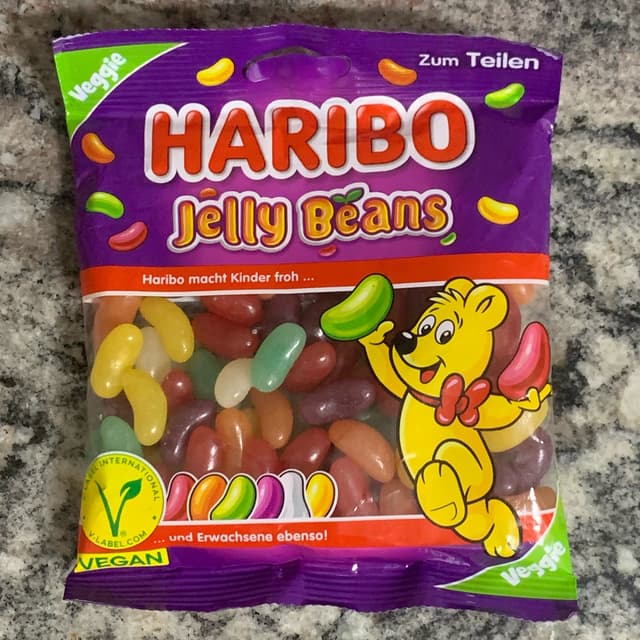 Veggie
Zum Teilen
HARIBO
Jelly Beans
Haribo macht Kinder froh ...
LABEL INTERNATIONAL
V-LABEL.COM
VEGAN
... und Erwachsene ebenso!
Veggie